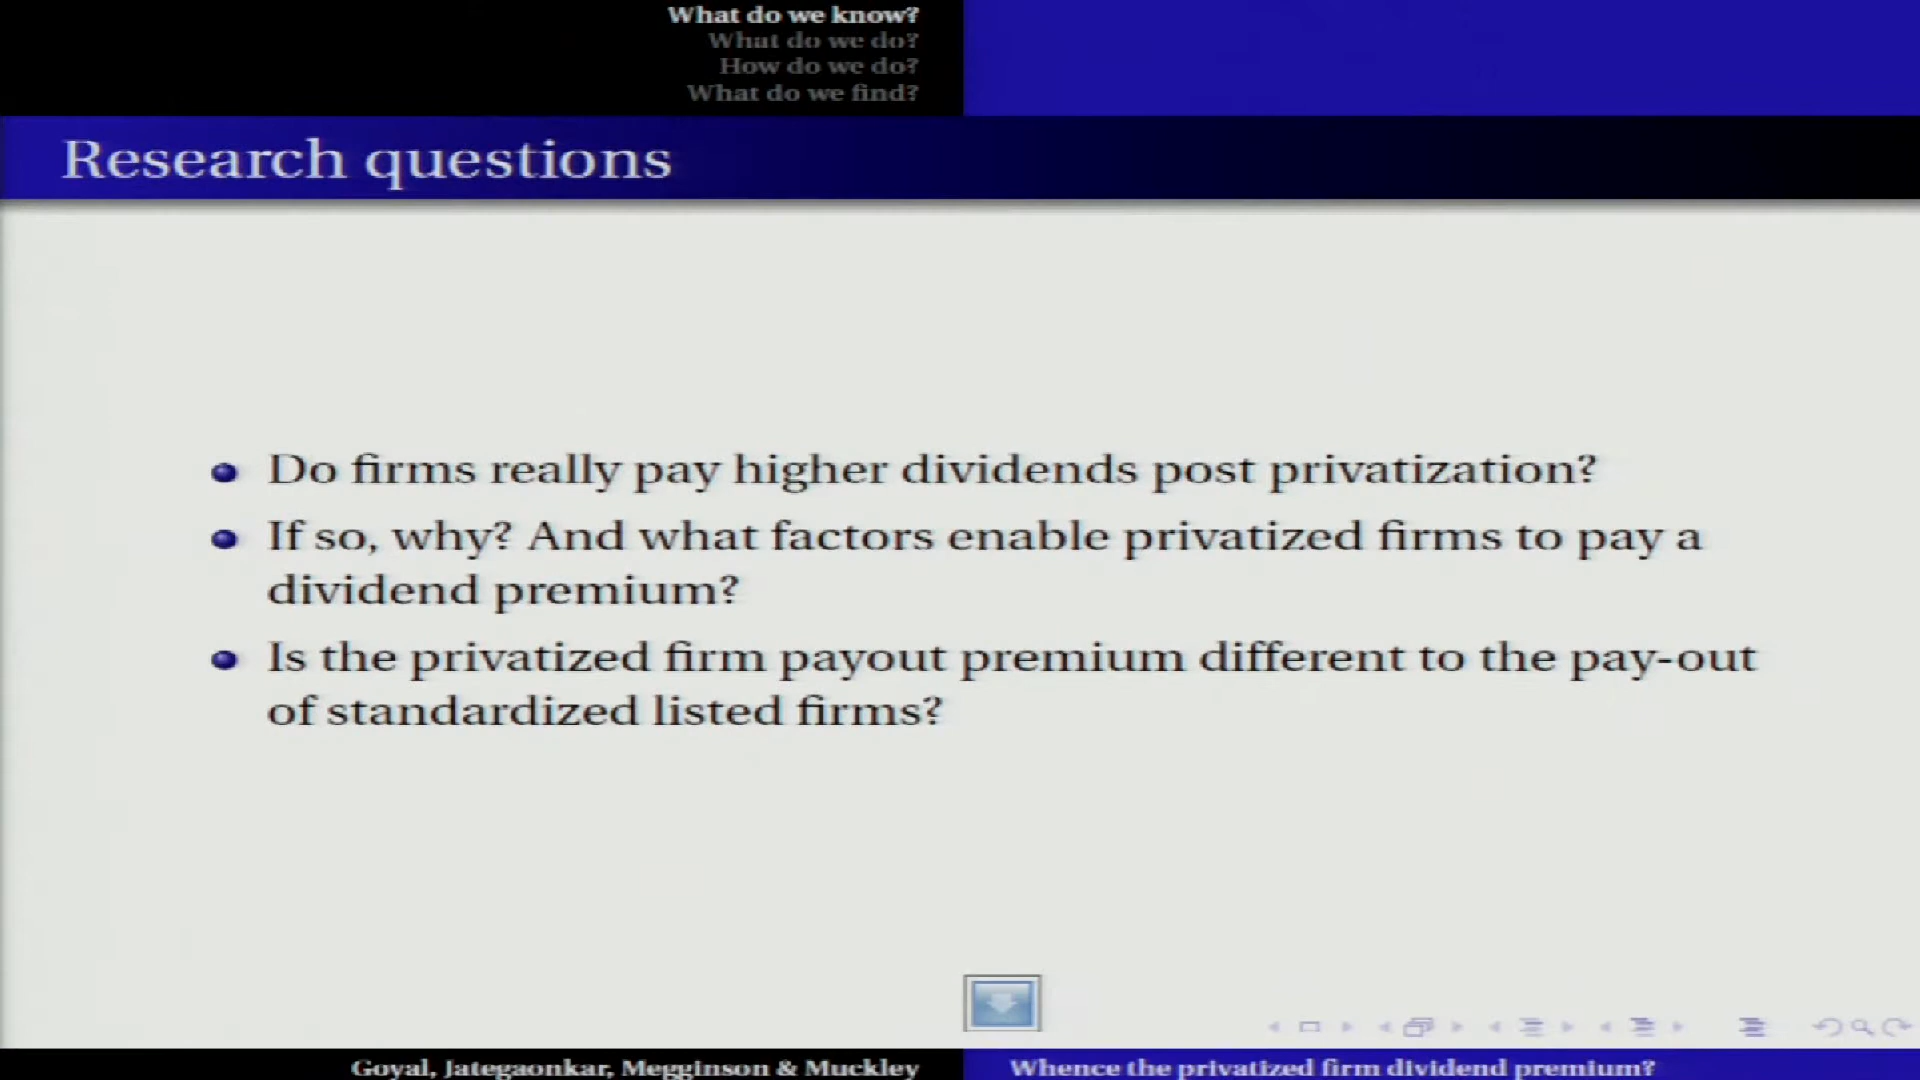 What do we know?
What do we do?
How do we do?
What do we find?
Research questions
Do firms really pay higher dividends post privatization?
If so, why? And what factors enable privatized firms to pay a
dividend premium?
Is the privatized firm payout premium different to the pay-out
of standardized listed firms?
Goyal, Jategaonkar, Megginson & Muckley
Whence the privatized firm dividend premium?